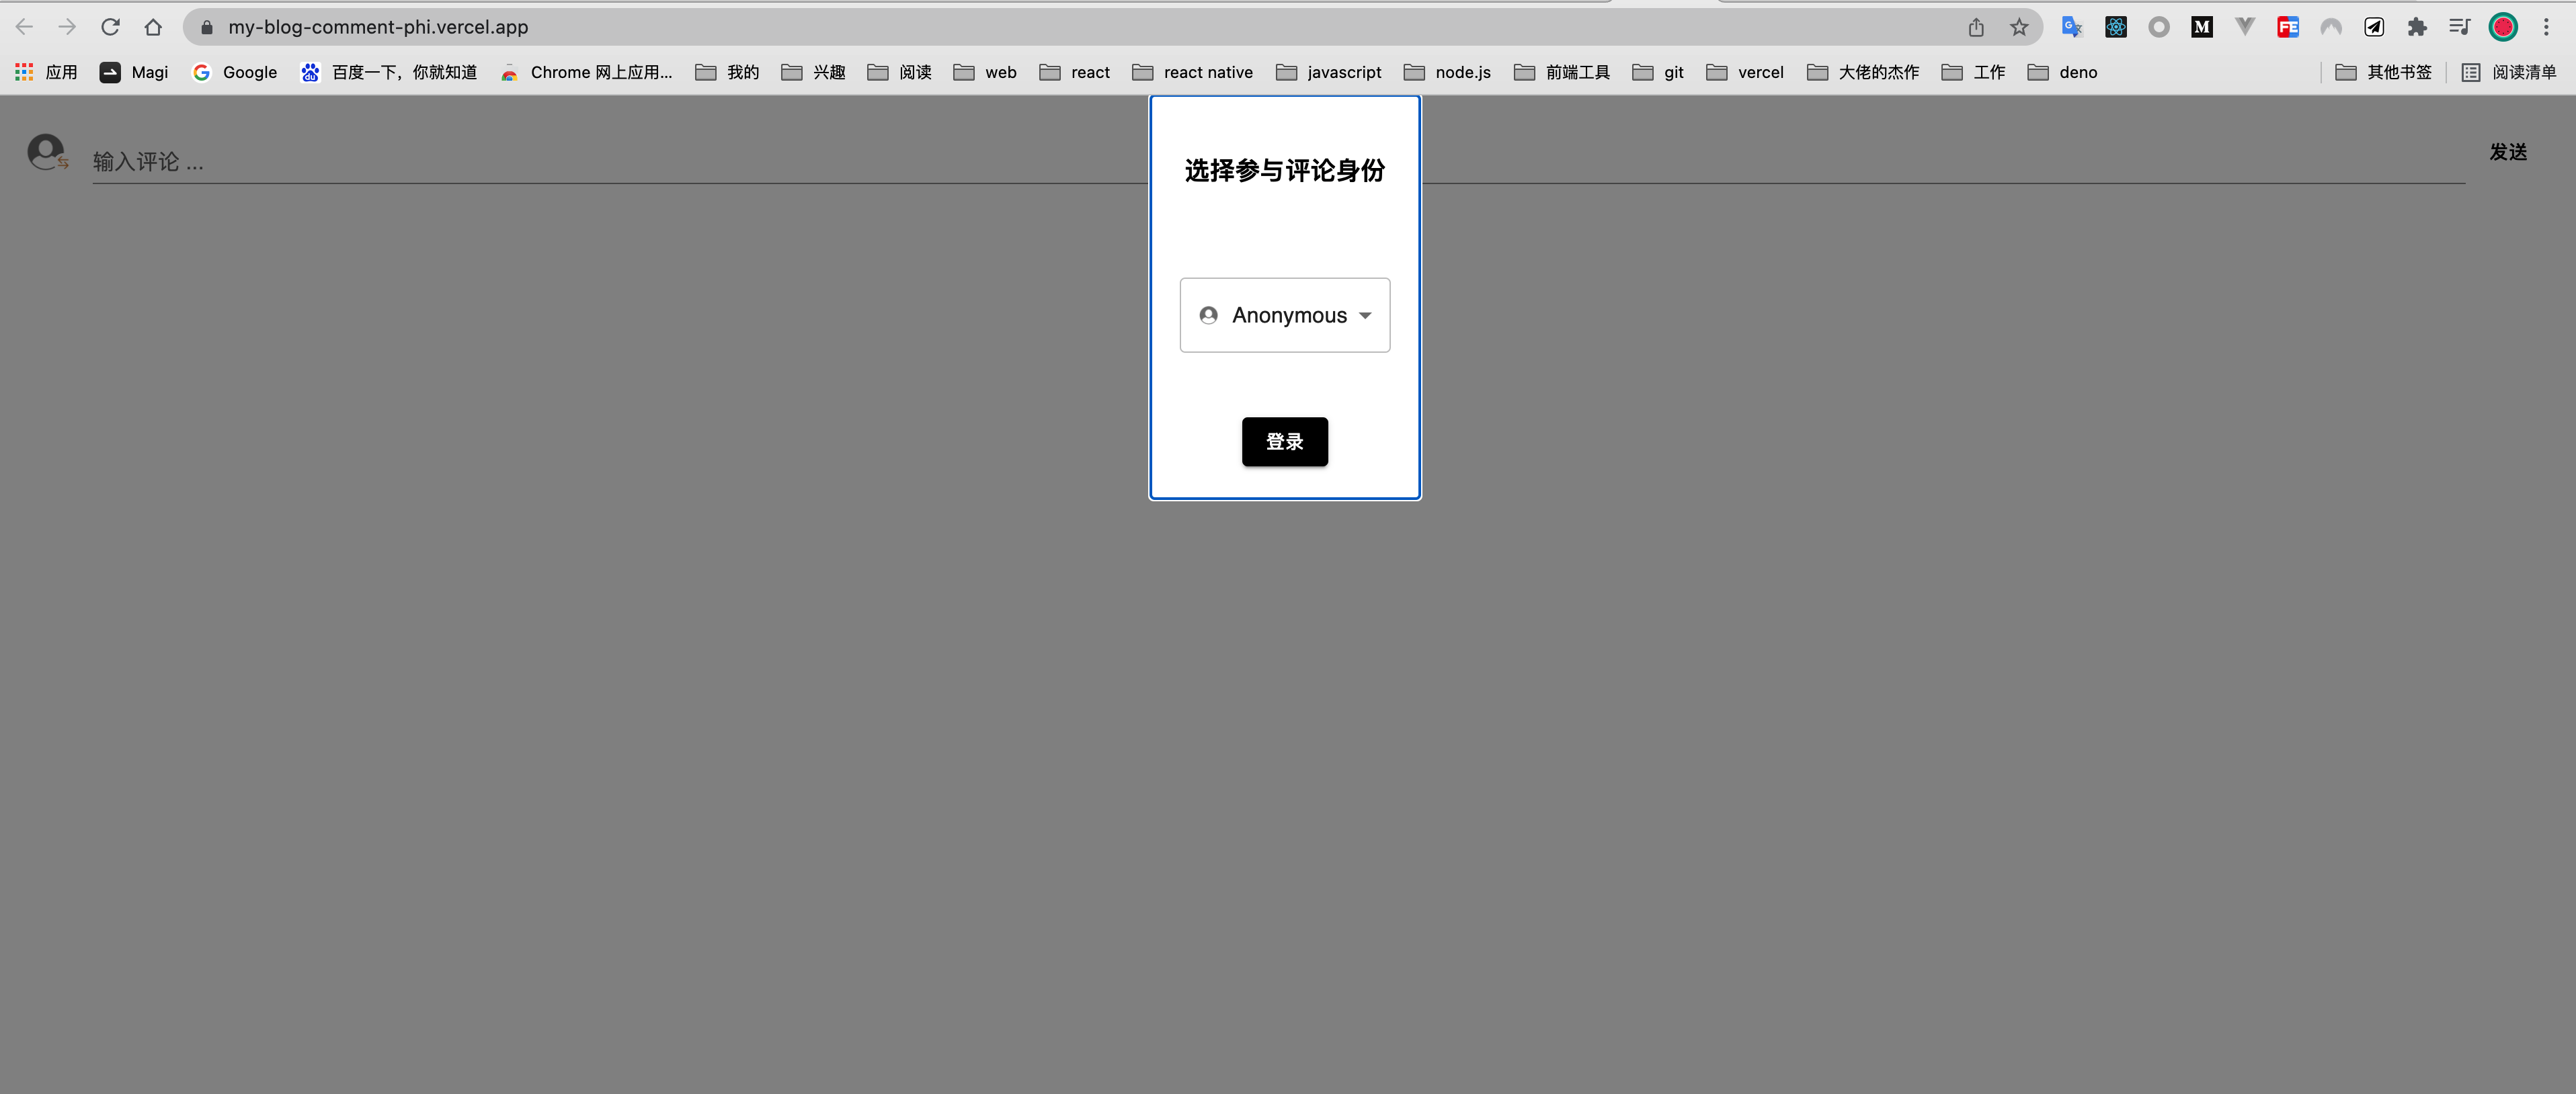 my-blog-comment-phi.vercel.app
应用 Magi Google 百度一下，你就知道 Chrome 网上应用... 我的 兴趣 阅读 web react react native javascript node.js 前端工具 git vercel 大佬的杰作 工作 deno 其他书签 阅读清单
输入评论 ...
发送
选择参与评论身份
Anonymous
登录